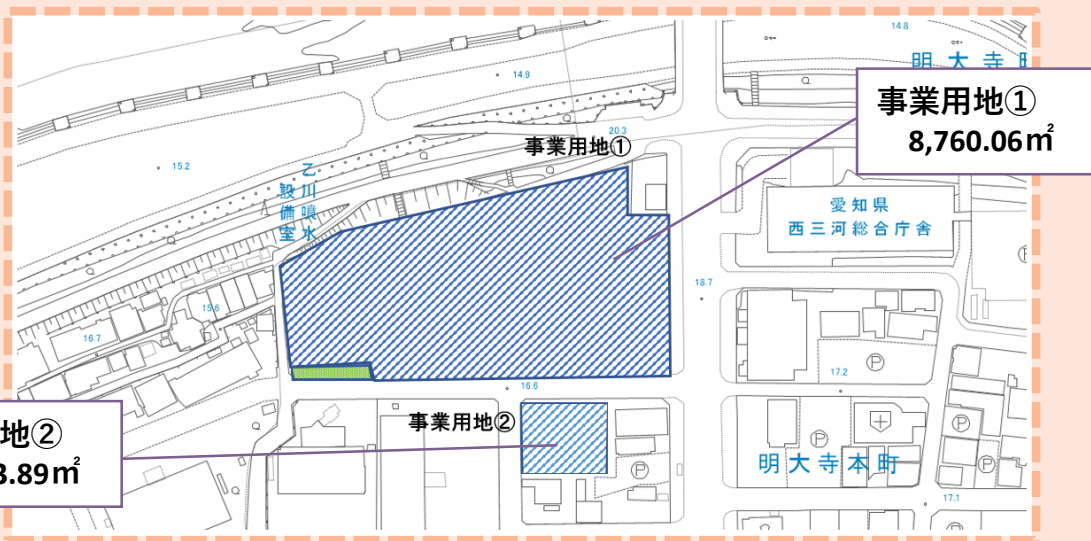 14.8
明大寺町
14.9
事業用地①
8,760.06㎡
20.3
事業用地①
15.2
乙川噴水
設備室
愛知県
西三河総合庁舎
18.7
15.6
16.7
17.2
16.6
地②
3.89㎡
事業用地②
明大寺本町
P
P
P
P
P
17.1
P